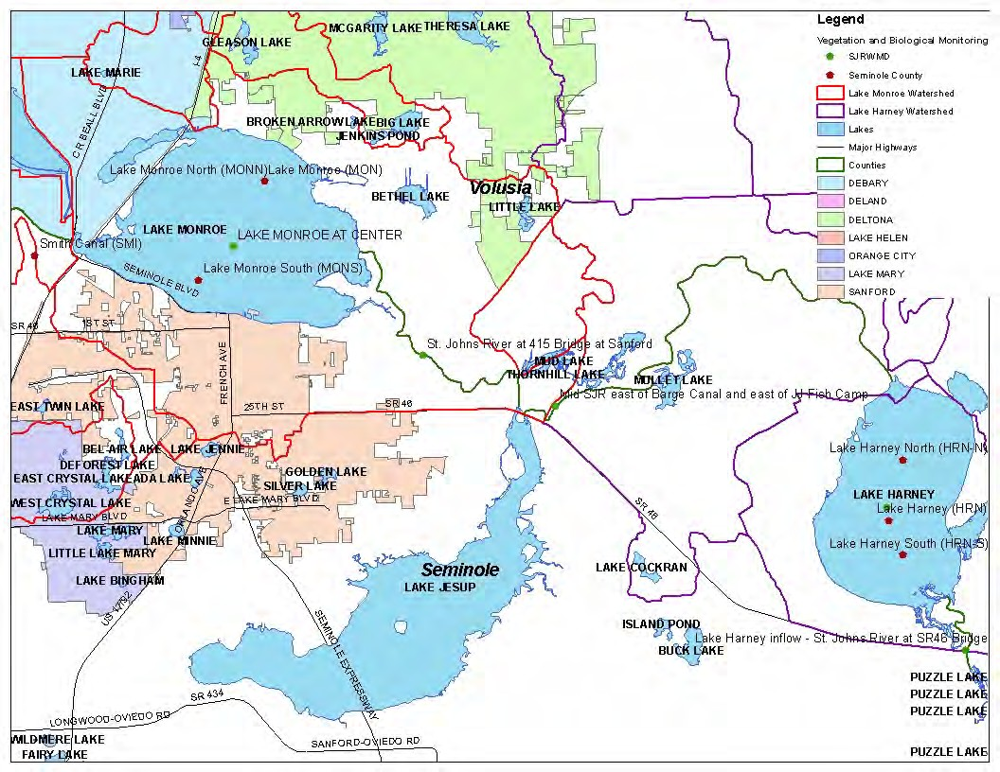 MCGARITY LAKE THERESA LAKE
GLEASON LAKE
I-4
LAKE MARIE
CR BEALL BLVD
BROKEN ARROW LAKE BIG LAKE
JENKINS POND
Lake Monroe North (MONN) Lake Monroe (MON)
Volusia
BETHEL LAKE
LITTLE LAKE
LAKE MONROE
LAKE MONROE AT CENTER
Smith Canal (SMI)
Lake Monroe South (MONS)
SEMINOLE BLVD
SR 46
1ST ST
FRENCH AVE
St. Johns River at 415 Bridge at Sanford
MUD LAKE
THORNHILL LAKE
MULLET LAKE
Mid SJR east of Barge Canal and east of JJ Fish Camp
EAST TWIN LAKE
25TH ST
SR 46
BEL AIR LAKE
LAKE JENNIE
DEFOREST LAKE
GOLDEN LAKE
EAST CRYSTAL LAKE
ADA LAKE
SILVER LAKE
ORLANDO AVE
E LAKE MARY BLVD
WEST CRYSTAL LAKE
LAKE MARY BLVD
LAKE MARY
LAKE MINNIE
LITTLE LAKE MARY
LAKE BINGHAM
US 1792
SR 46
Lake Harney North (HRN-N)
LAKE HARNEY
Lake Harney (HRN)
Lake Harney South (HRN-S)
Seminole
LAKE JESUP
LAKE COCKRAN
ISLAND POND
BUCK LAKE
Lake Harney inflow - St. Johns River at SR46 Bridge
SEMINOLE EXPRESSWAY
PUZZLE LAKE
PUZZLE LAKE
PUZZLE LAKE
PUZZLE LAKE
SR 434
LONGWOOD-OVIEDO RD
SANFORD-OVIEDO RD
WILDMERE LAKE
FAIRY LAKE
Legend
Vegetation and Biological Monitoring
SJRWMD
Seminole County
Lake Monroe Watershed
Lake Harney Watershed
Lakes
Major Highways
Counties
DEBARY
DELAND
DELTONA
LAKE HELEN
ORANGE CITY
LAKE MARY
SANFORD